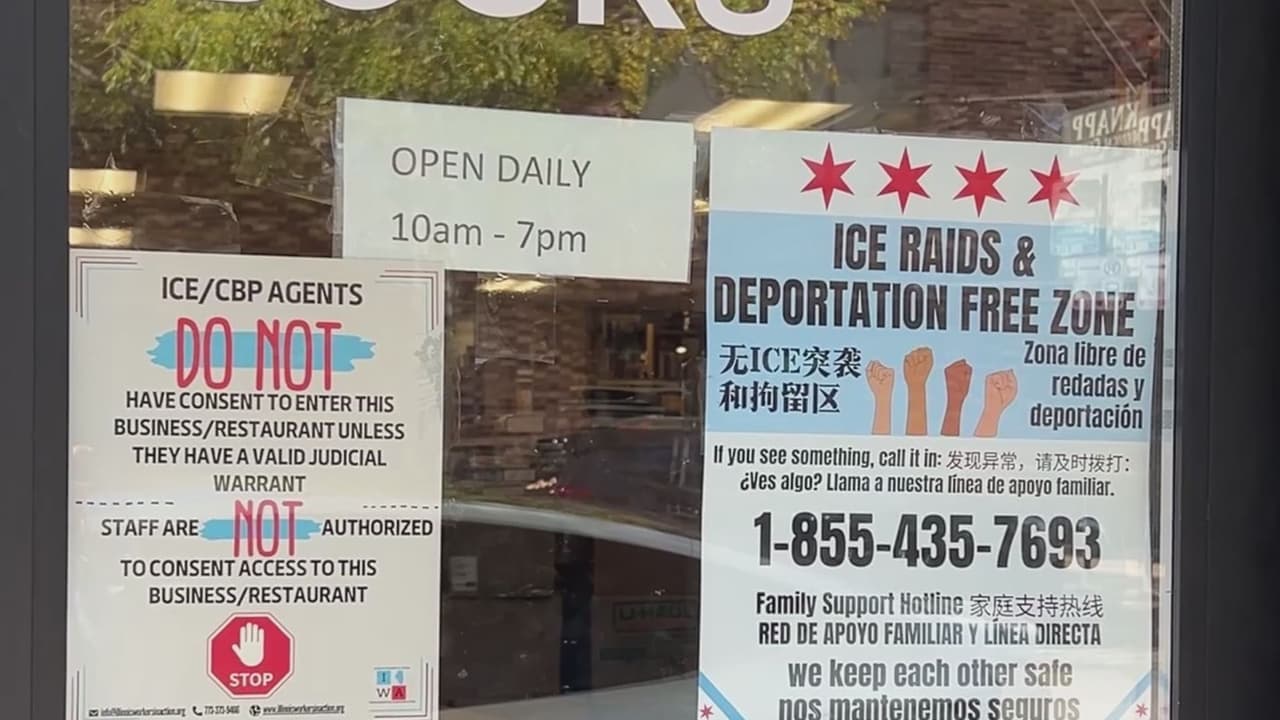 BOOKS
OPEN DAILY
10am - 7pm
ICE/CBP AGENTS
DO NOT
HAVE CONSENT TO ENTER THIS
BUSINESS/RESTAURANT UNLESS
THEY HAVE A VALID JUDICIAL
WARRANT
STAFF ARE NOT AUTHORIZED
TO CONSENT ACCESS TO THIS
BUSINESS/RESTAURANT
STOP
I
W A
ICE RAIDS &
DEPORTATION FREE ZONE
无ICE突袭
和拘留区
Zona libre de
redadas y
deportación
If you see something, call it in: 发现异常，请及时拨打：
¿Ves algo? Llama a nuestra línea de apoyo familiar.
1-855-435-7693
Family Support Hotline 家庭支持热线
RED DE APOYO FAMILIAR Y LÍNEA DIRECTA
we keep each other safe
nos mantenemos seguros
U-HAUL